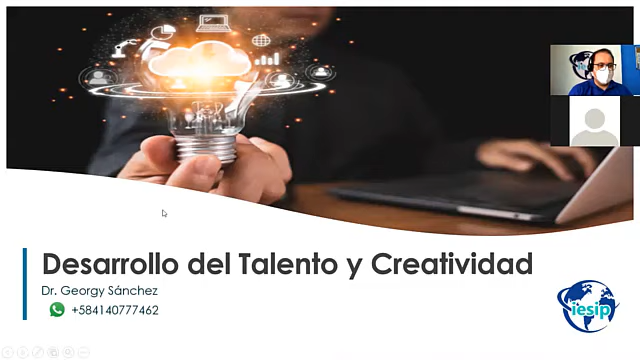 Desarrollo del Talento y Creatividad
Dr. Georgy Sánchez
+584140777462
iesip